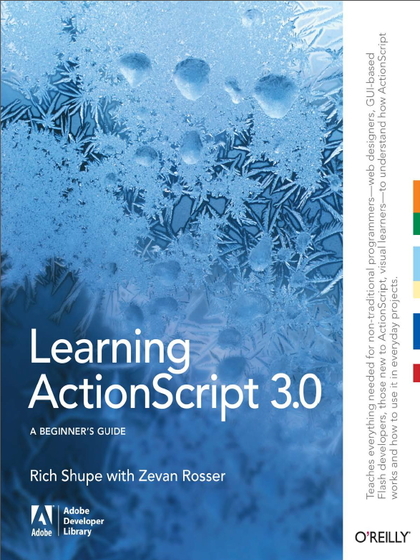 Learning
ActionScript 3.0
A BEGINNER'S GUIDE
Rich Shupe with Zevan Rosser
Adobe
Adobe
Developer
Library
Teaches everything needed for non-traditional programmers—web designers, GUI-based
Flash developers, those new to ActionScript, visual learners—to understand how ActionScript
works and how to use it in everyday projects.
O'REILLY®